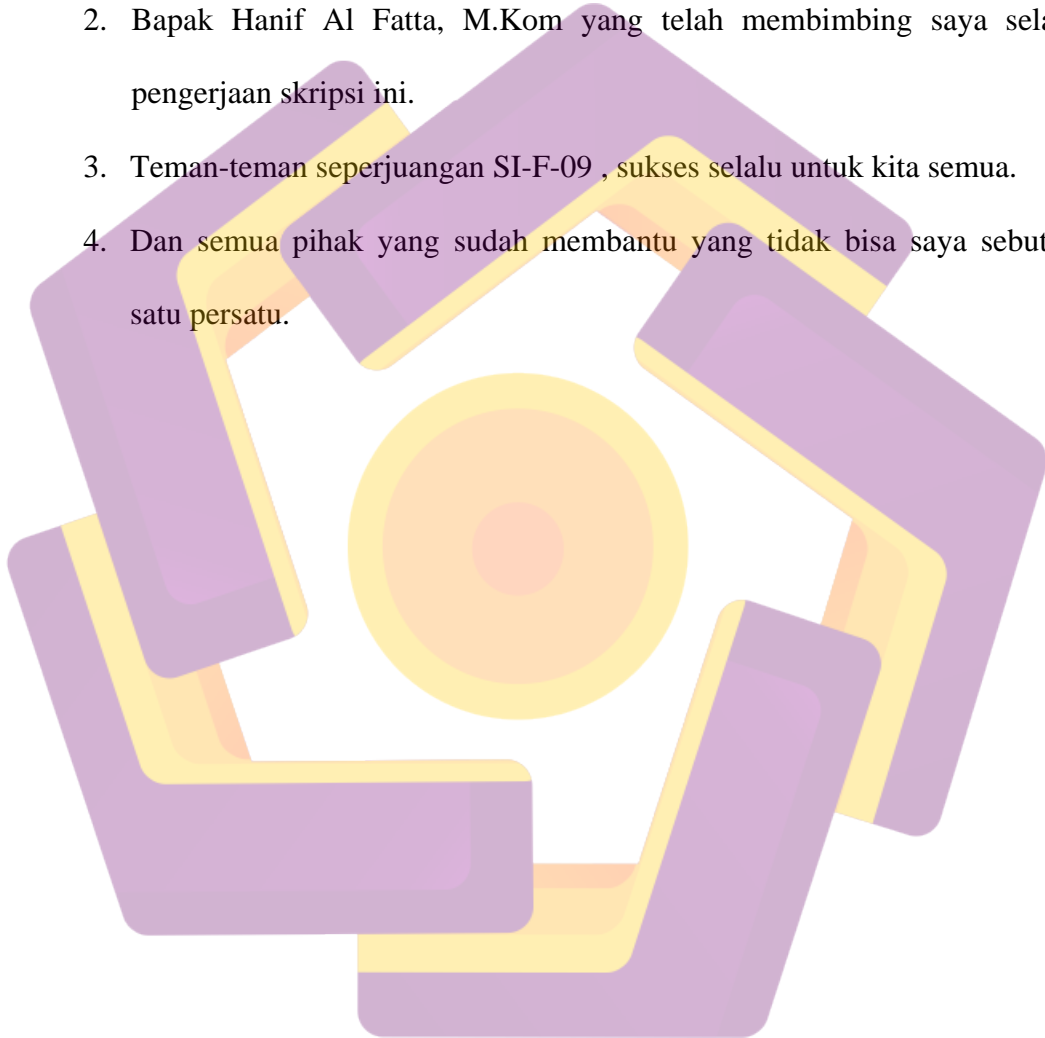 2. Bapak Hanif Al Fatta, M.Kom yang telah membimbing saya
pengerjaan skripsi ini.
3. Teman-teman seperjuangan SI-F-09 , sukses selalu untuk kita semua.
4. Dan semua pihak yang sudah membantu yang tidak bisa saya sebut
satu persatu.